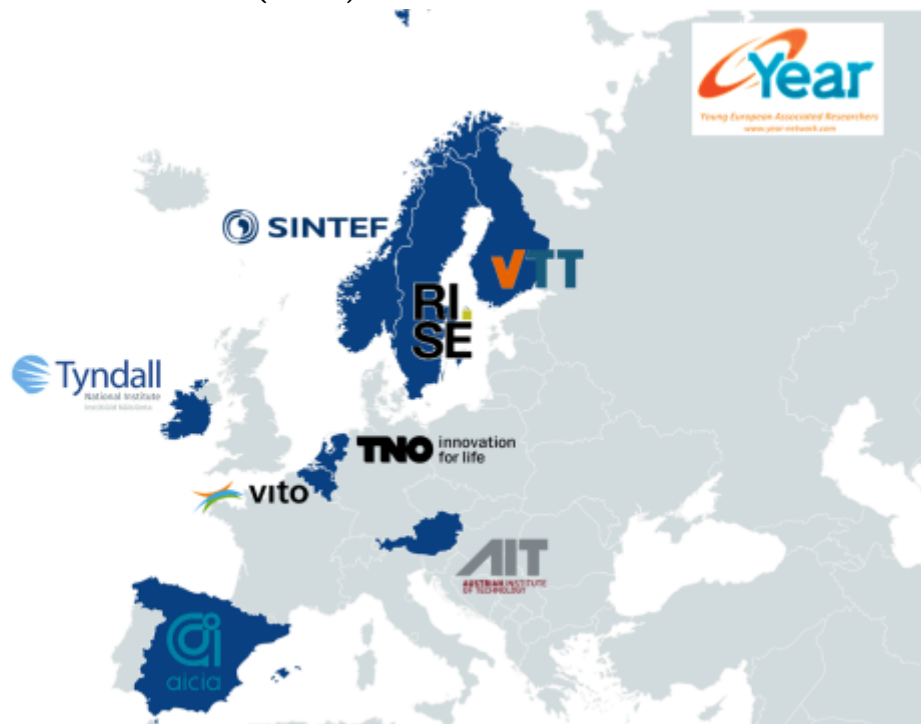 Year
Young European Associated Researchers
www.year-network.com
SINTEF
VTT
RI.
SE
Tyndall
National Institute
TNO innovation
for life
vito
AIT
AUSTRIAN INSTITUTE
OF TECHNOLOGY
aicia